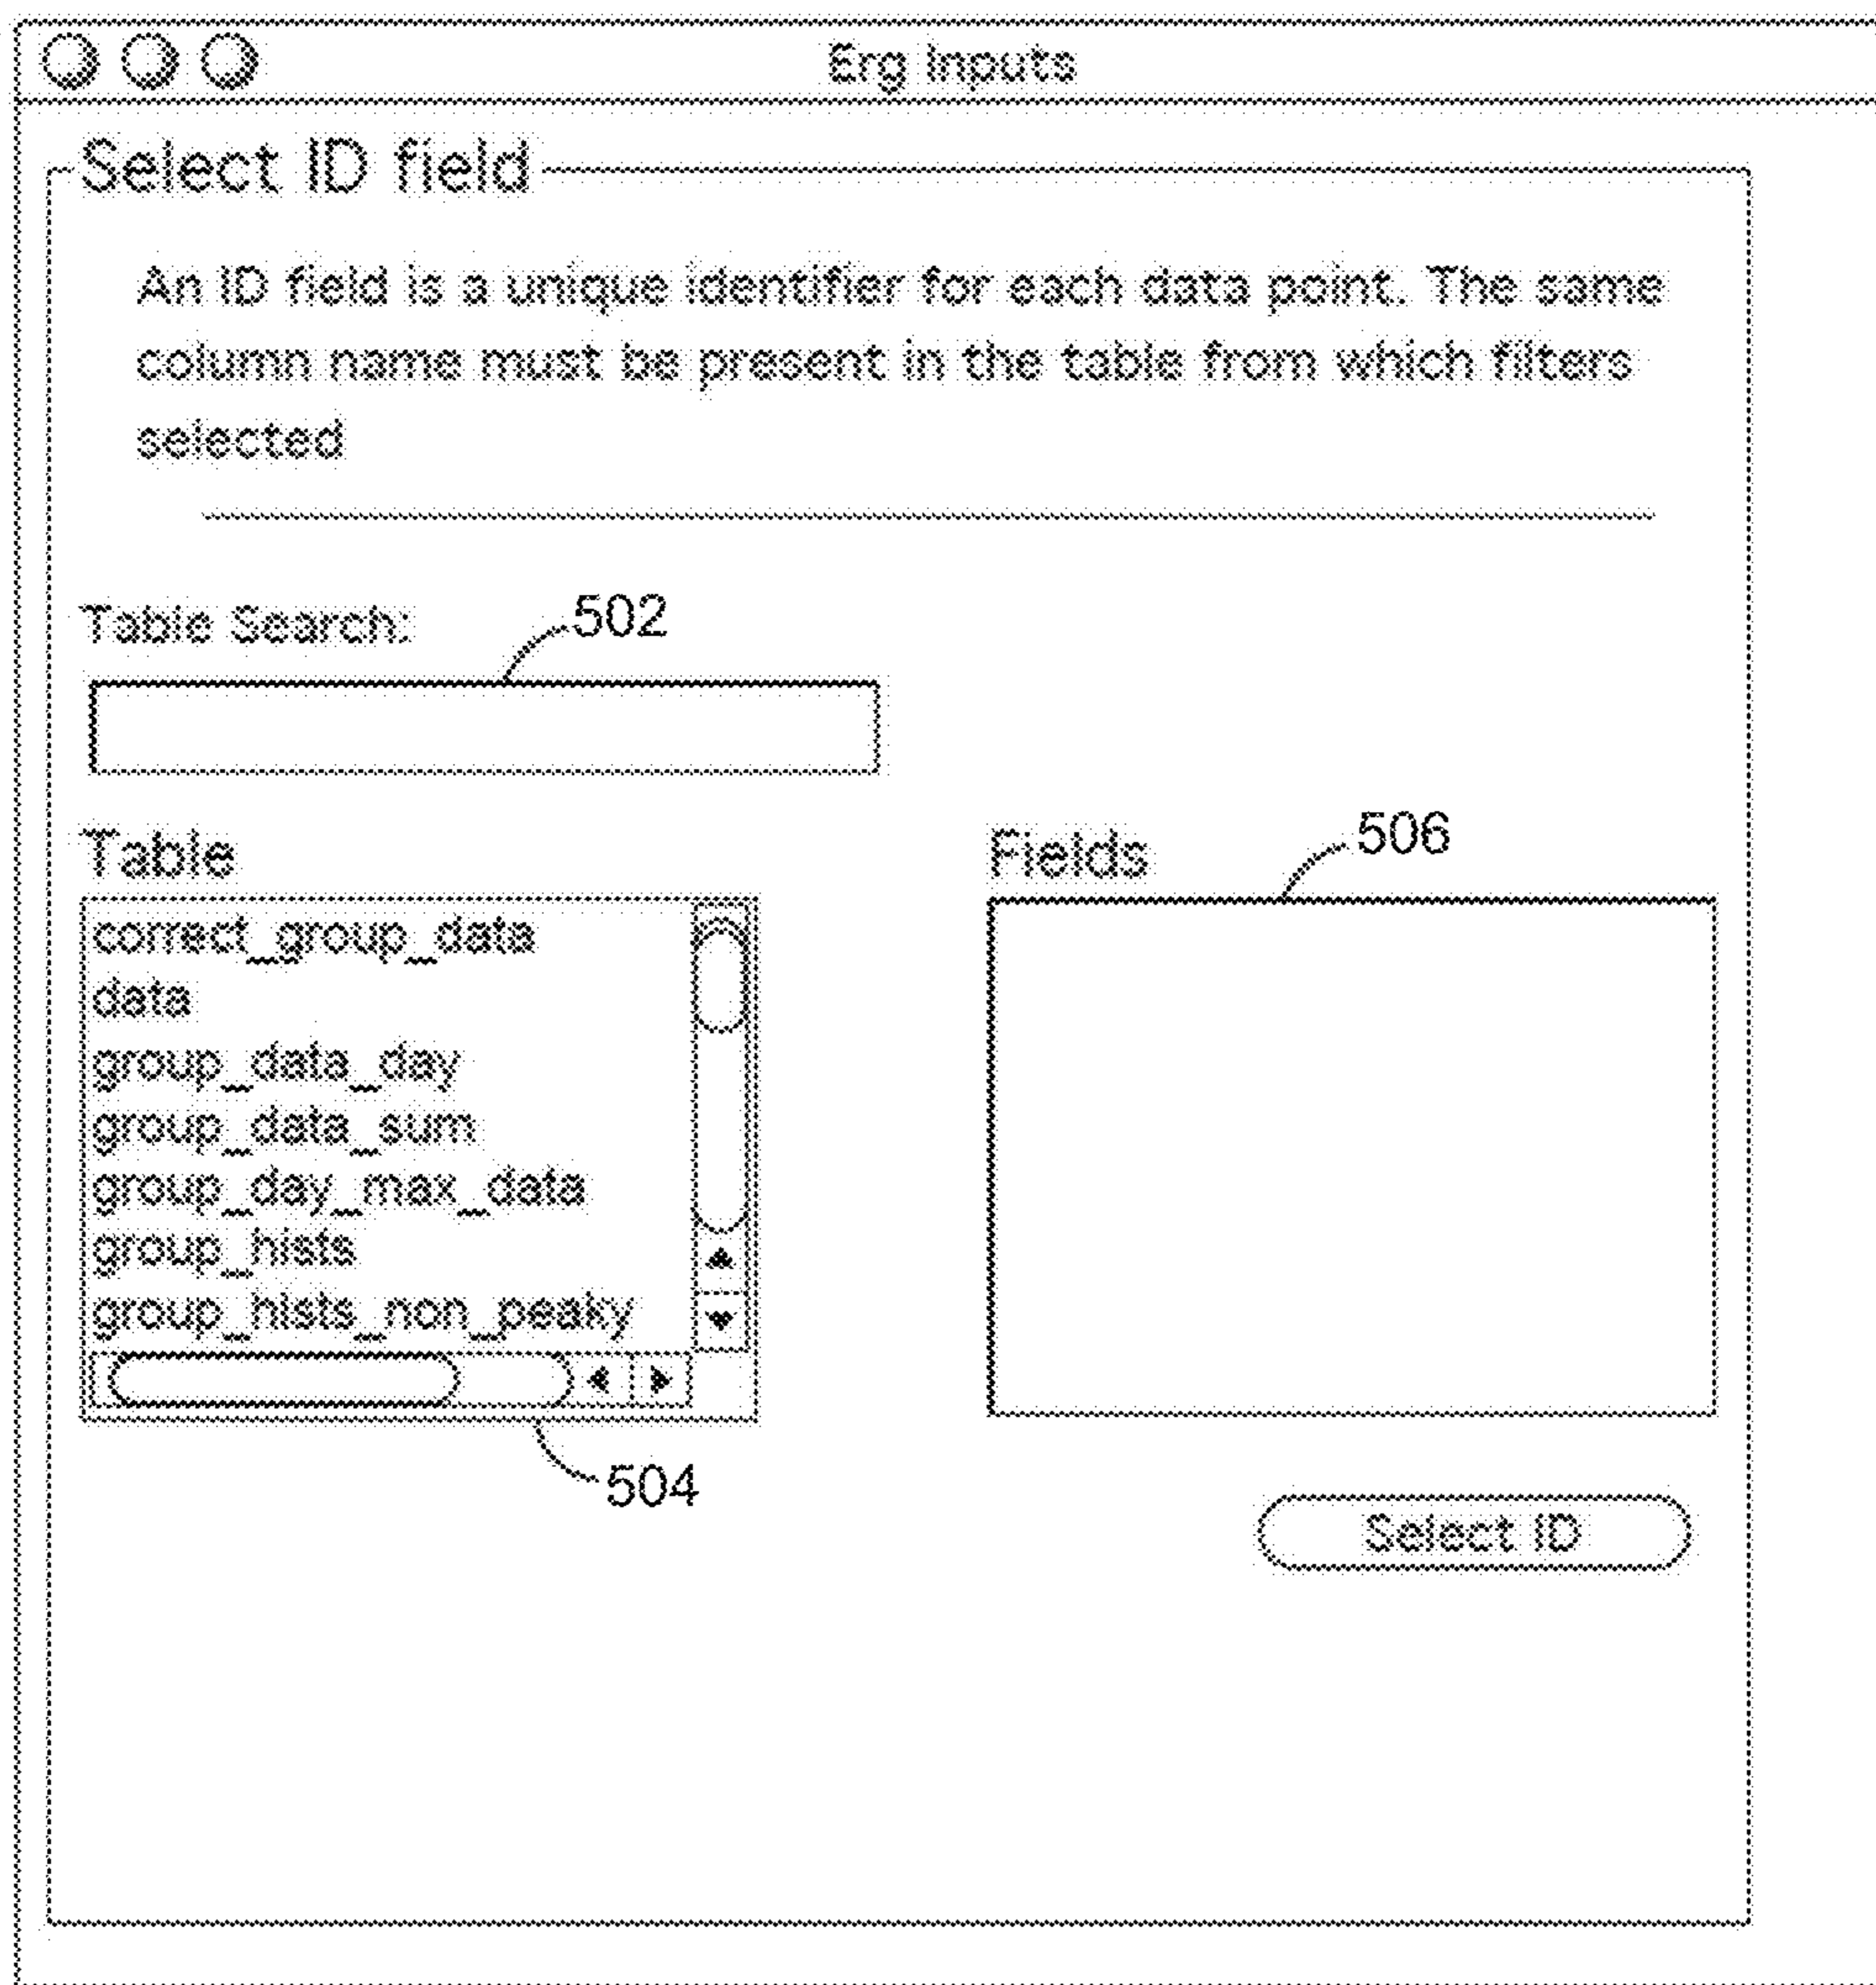 Erg Inputs
Select ID field
An ID field is a unique identifier for each data point. The same
column name must be present in the table from which filters
selected
Table Search:
502
Table
Fields
506
correct_group_data
data
group_data_day
group_data_sum
group_day_max_data
group_hists
group_hists_non_peaky
504
Select ID